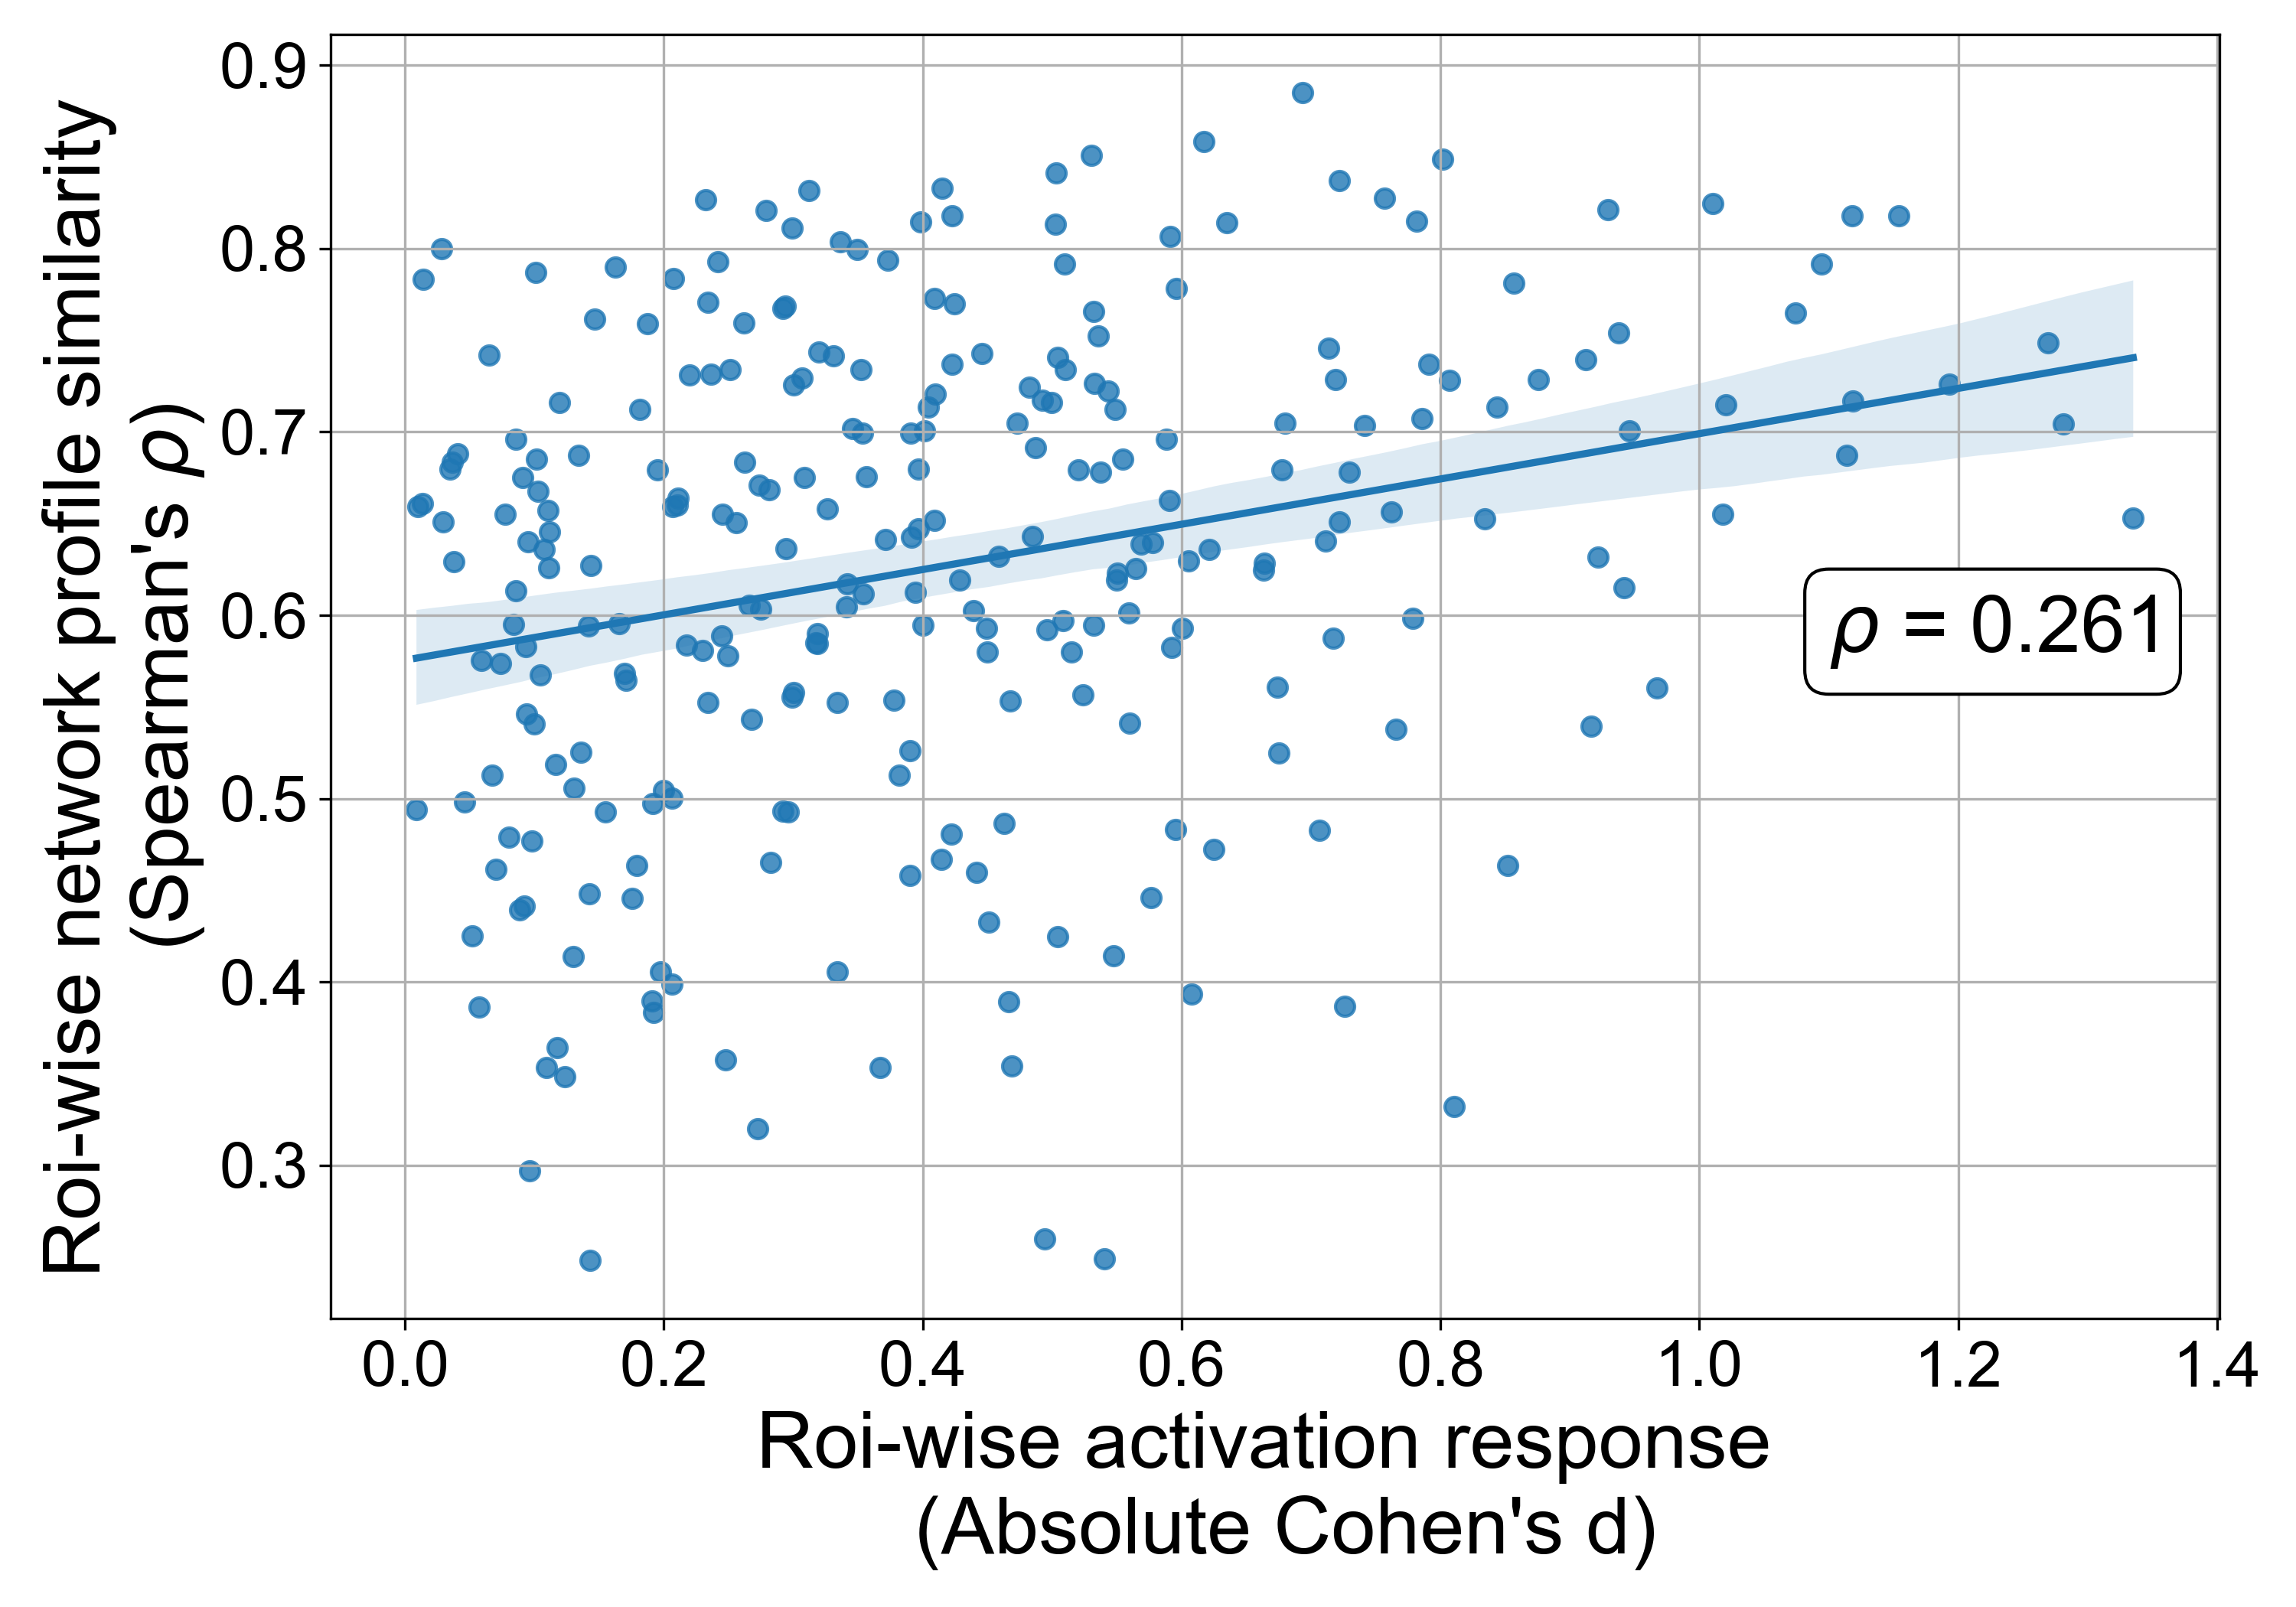 Roi-wise network profile similarity
(Spearman's ρ)
0.9
0.8
0.7
0.6
0.5
0.4
0.3
ρ = 0.261
0.0 0.2 0.4 0.6 0.8 1.0 1.2 1.4
Roi-wise activation response
(Absolute Cohen's d)